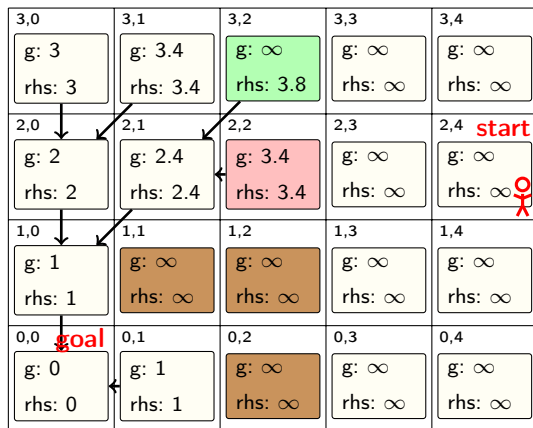 3,0 3,1 3,2 3,3 3,4
g: 3 g: 3.4 g: ∞ g: ∞ g: ∞
rhs: 3 rhs: 3.4 rhs: 3.8 rhs: ∞ rhs: ∞
2,0 2,1 2,2 2,3 2,4 start
g: 2 g: 2.4 g: 3.4 g: ∞ g: ∞
rhs: 2 rhs: 2.4 rhs: 3.4 rhs: ∞ rhs: ∞
1,0 1,1 1,2 1,3 1,4
g: 1 g: ∞ g: ∞ g: ∞ g: ∞
rhs: 1 rhs: ∞ rhs: ∞ rhs: ∞ rhs: ∞
0,0 goal 0,1 0,2 0,3 0,4
g: 0 g: 1 g: ∞ g: ∞ g: ∞
rhs: 0 rhs: 1 rhs: ∞ rhs: ∞ rhs: ∞